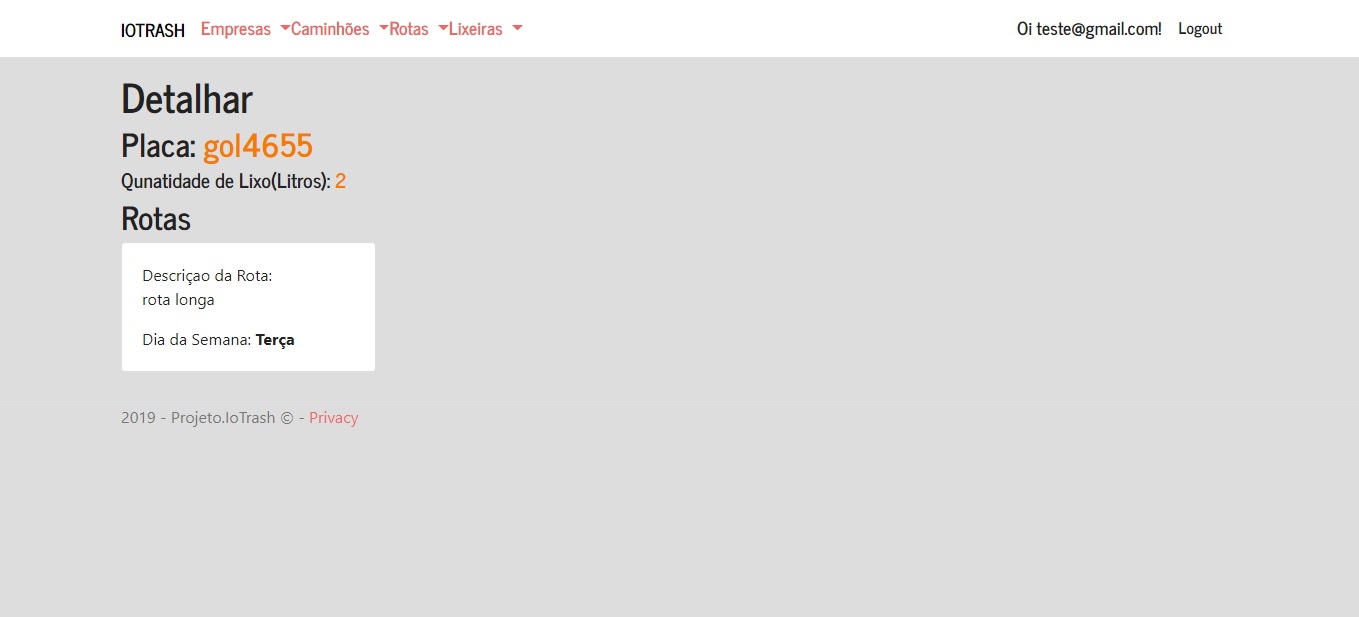 IOTRASH Empresas Caminhões Rotas Lixeiras Oi teste@gmail.com! Logout
Detalhar
Placa: gol4655
Qunatidade de Lixo(Litros): 2
Rotas
Descriçao da Rota:
rota longa
Dia da Semana: Terça
2019 - Projeto.IoTrash © - Privacy